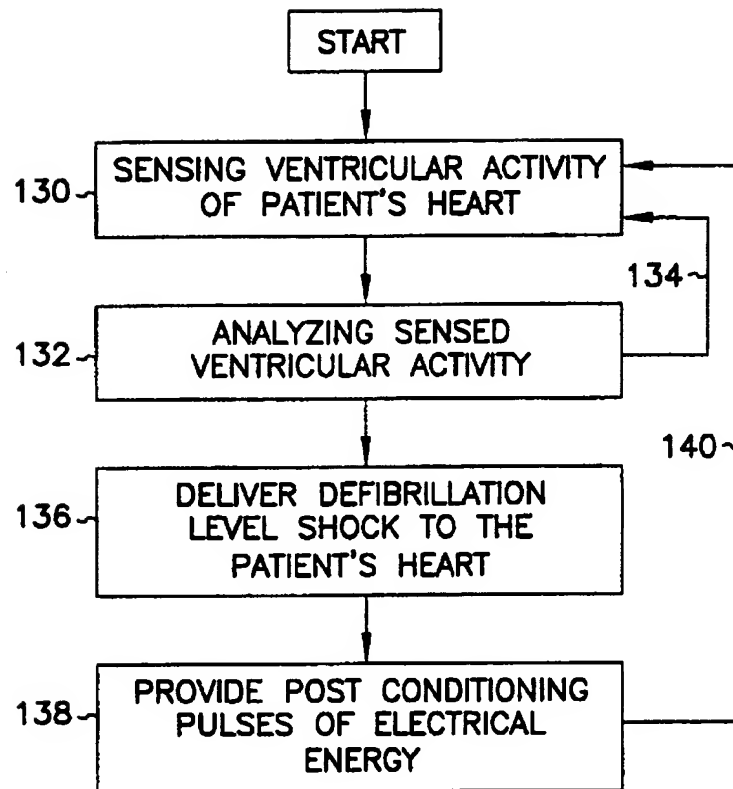 START
130
SENSING VENTRICULAR ACTIVITY
OF PATIENT'S HEART
134
132
ANALYZING SENSED
VENTRICULAR ACTIVITY
140
136
DELIVER DEFIBRILLATION
LEVEL SHOCK TO THE
PATIENT'S HEART
138
PROVIDE POST CONDITIONING
PULSES OF ELECTRICAL
ENERGY